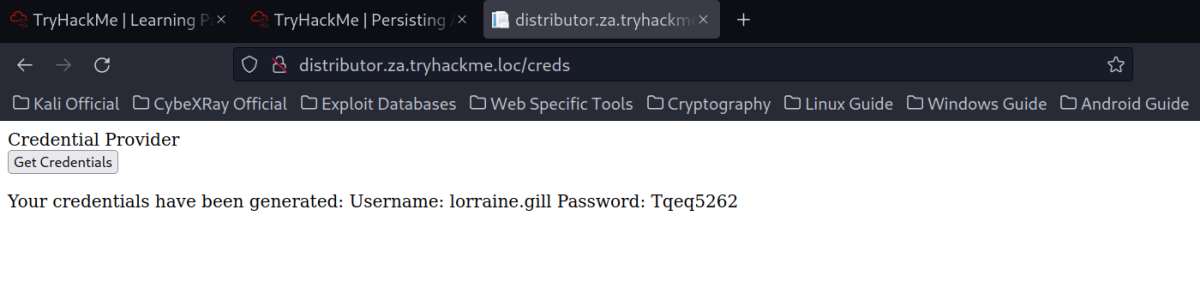 TryHackMe | Learning P
TryHackMe | Persisting
distributor.za.tryhackm
distributor.za.tryhackme.loc/creds
Kali Official CybeXRay Official Exploit Databases Web Specific Tools Cryptography Linux Guide Windows Guide Android Guide
Credential Provider
Get Credentials
Your credentials have been generated: Username: lorraine.gill Password: Tqeq5262